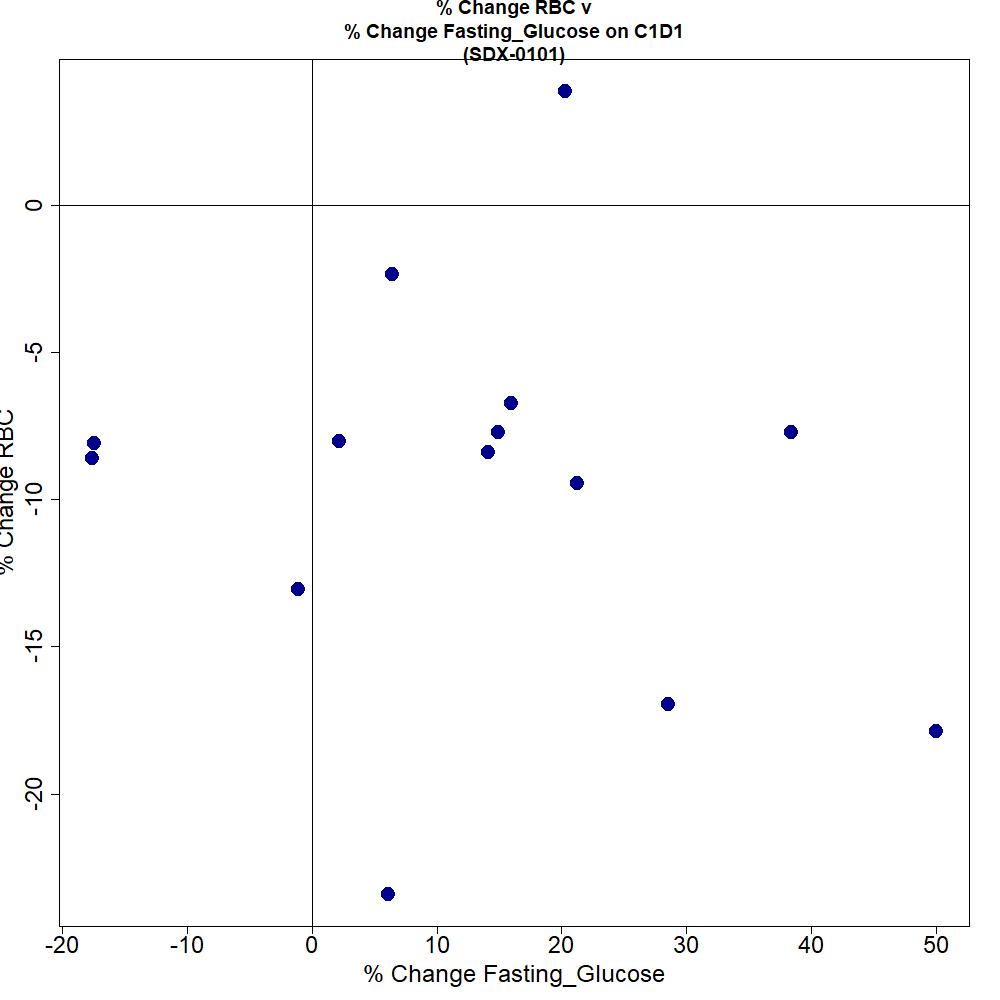 % Change RBC v
% Change Fasting_Glucose on C1D1
(SDX-0101)
% Change RBC
0
-5
-10
-15
-20
-20 -10 0 10 20 30 40 50
% Change Fasting_Glucose